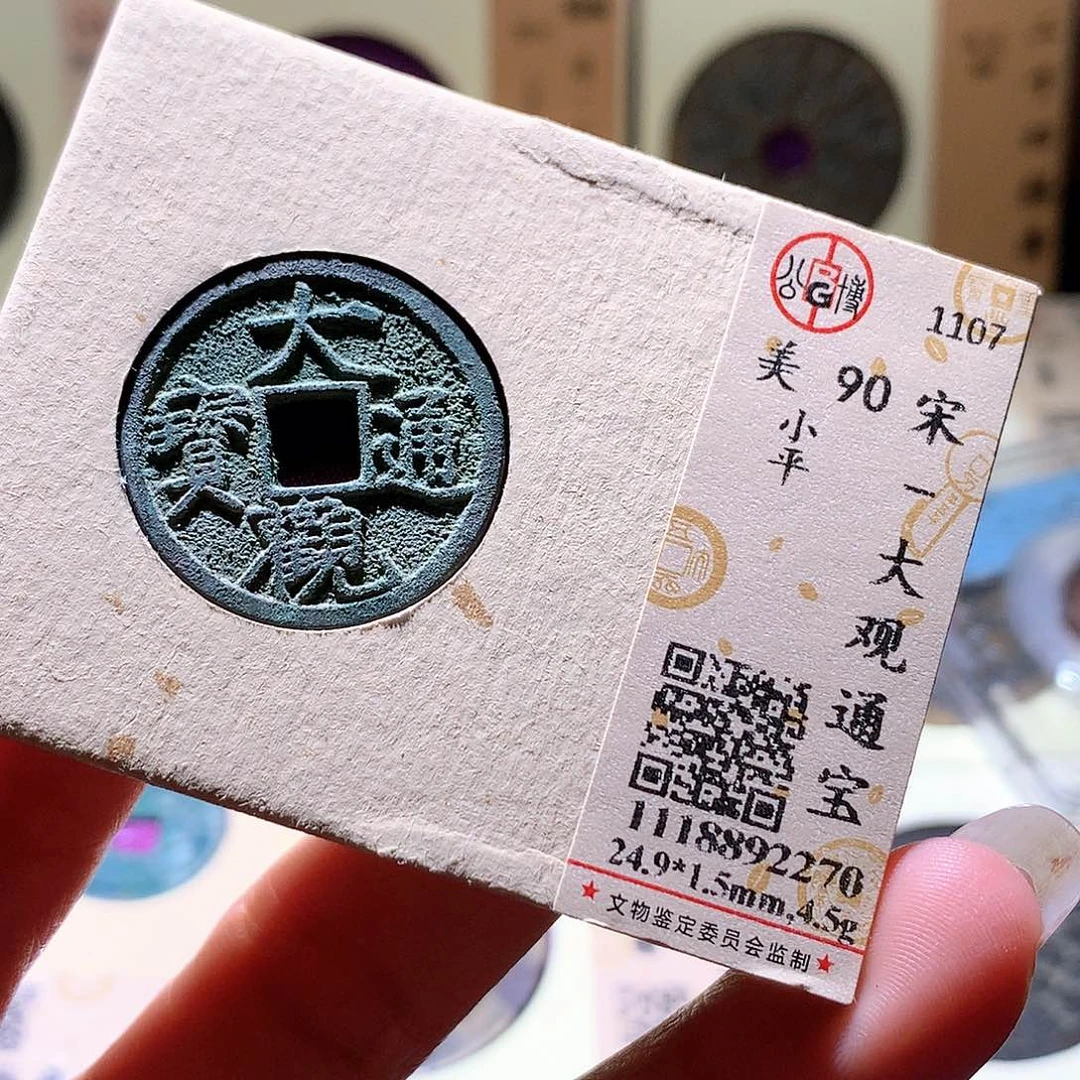 大觀通寶
公博
G
1107
宋一大观通宝
90
美
小平
1118892270
24.9*1.5mm,4.5g
★文物鉴定委员会监制★